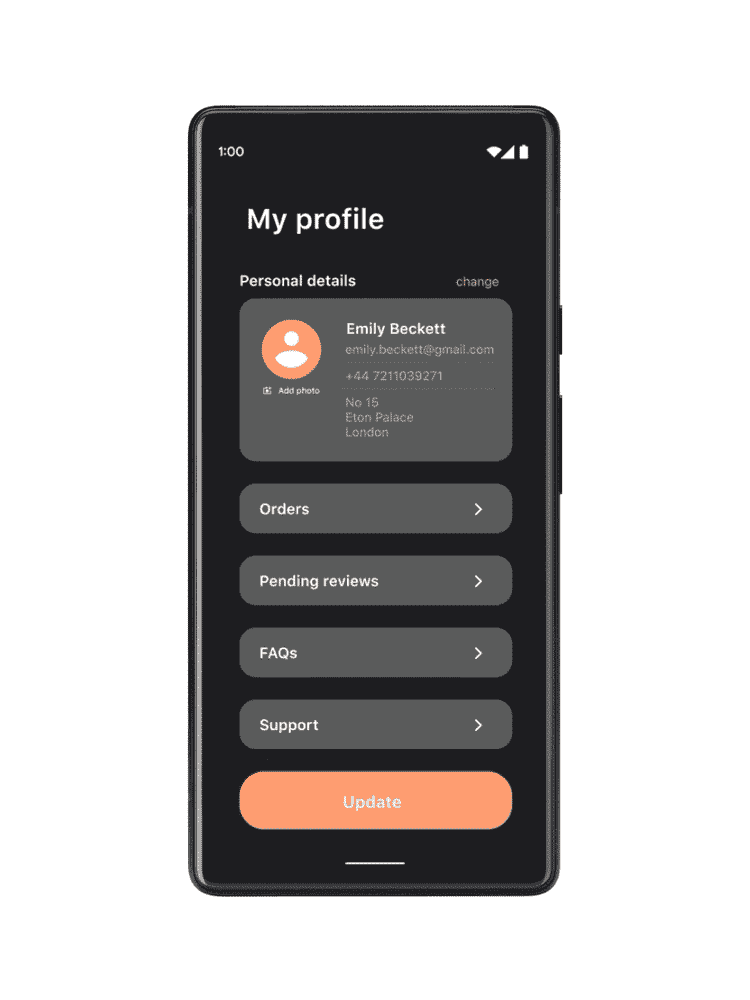 1:00
My profile
Personal details
change
Emily Beckett
emily.beckett@gmail.com
+44 7211039271
Add photo
No 15
Eton Palace
London
Orders
Pending reviews
FAQs
Support
Update